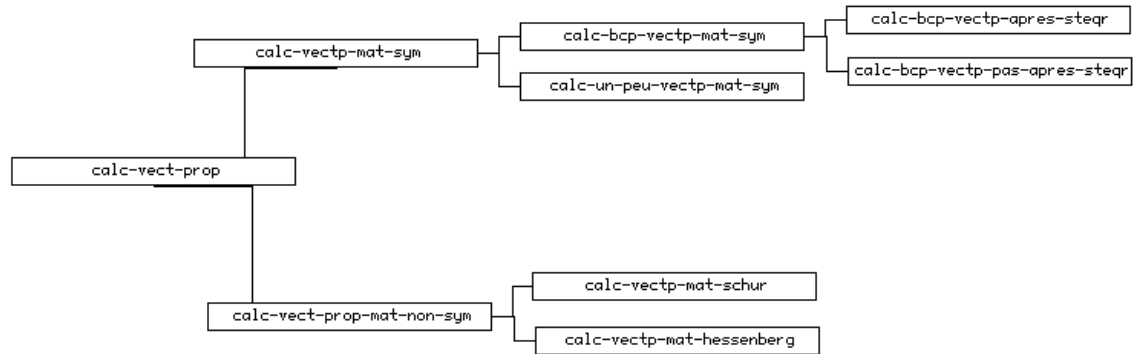 calc-bcp-vectp-apres-steqr
calc-bcp-vectp-mat-sym
calc-vectp-mat-sym
calc-bcp-vectp-pas-apres-steqr
calc-un-peu-vectp-mat-sym
calc-vect-prop
calc-vectp-mat-schur
calc-vect-prop-mat-non-sym
calc-vectp-mat-hessenberg